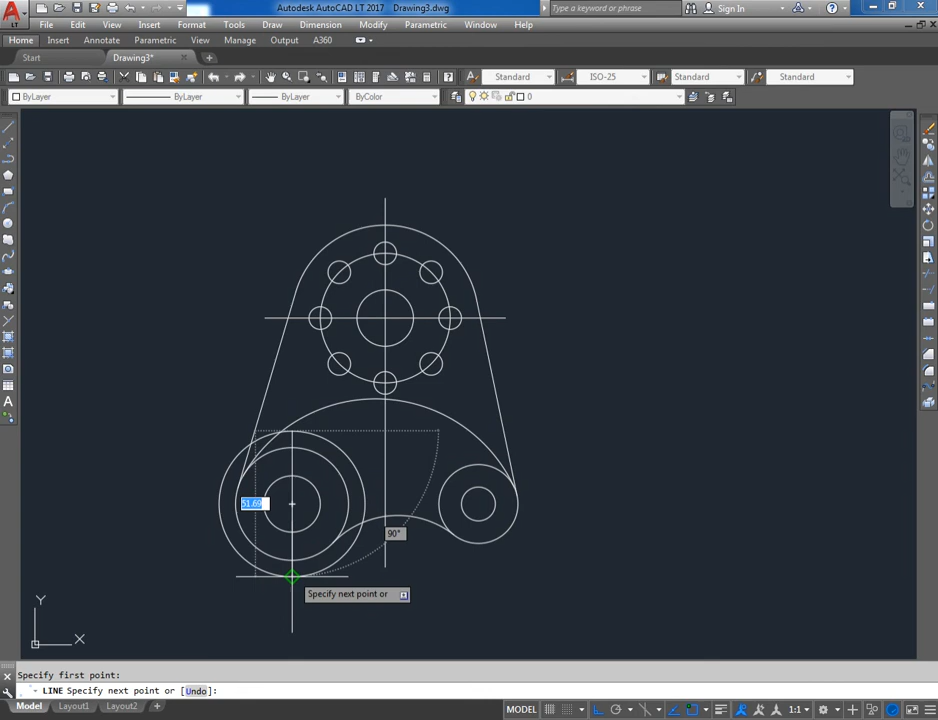 Autodesk AutoCAD LT 2017 Drawing3.dwg
Type a keyword or phrase
Sign In
LT
File Edit View Insert Format Tools Draw Dimension Modify Parametric Window Help
Home Insert Annotate Parametric View Manage Output A360
Start Drawing3*
Standard ISO-25 Standard Standard
ByLayer ByLayer ByLayer ByColor 0
51.69
90°
Specify next point or
Y
X
Specify first point:
LINE Specify next point or [Undo]:
Model Layout1 Layout2 + MODEL 1:1